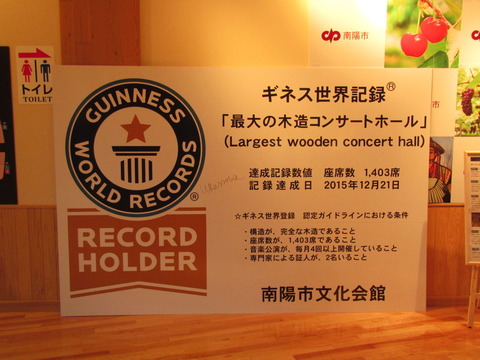 トイレ
TOILET
南陽市
GUINNESS
WORLD RECORDS
®
RECORD
HOLDER
ギネス世界記録®
「最大の木造コンサートホール」
(Largest wooden concert hall)
達成記録数値 座席数 1,403席
記録達成日 2015年12月21日
☆ギネス世界登録 認定ガイドラインにおける条件
・構造が、完全な木造であること
・座席数が、1,403席であること
・音楽公演が、毎月4回以上開催していること
・専門家による証人が、2名いること
南陽市文化会館